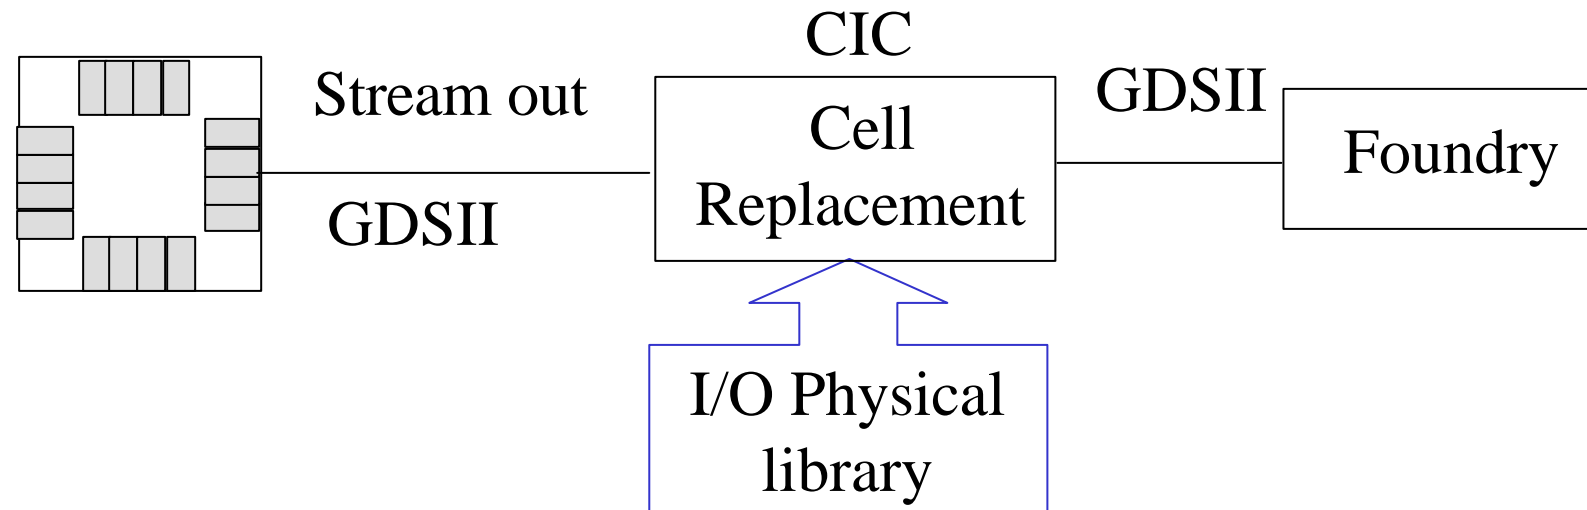 CIC
Stream out
GDSII
Cell
Replacement
GDSII
Foundry
I/O Physical
library